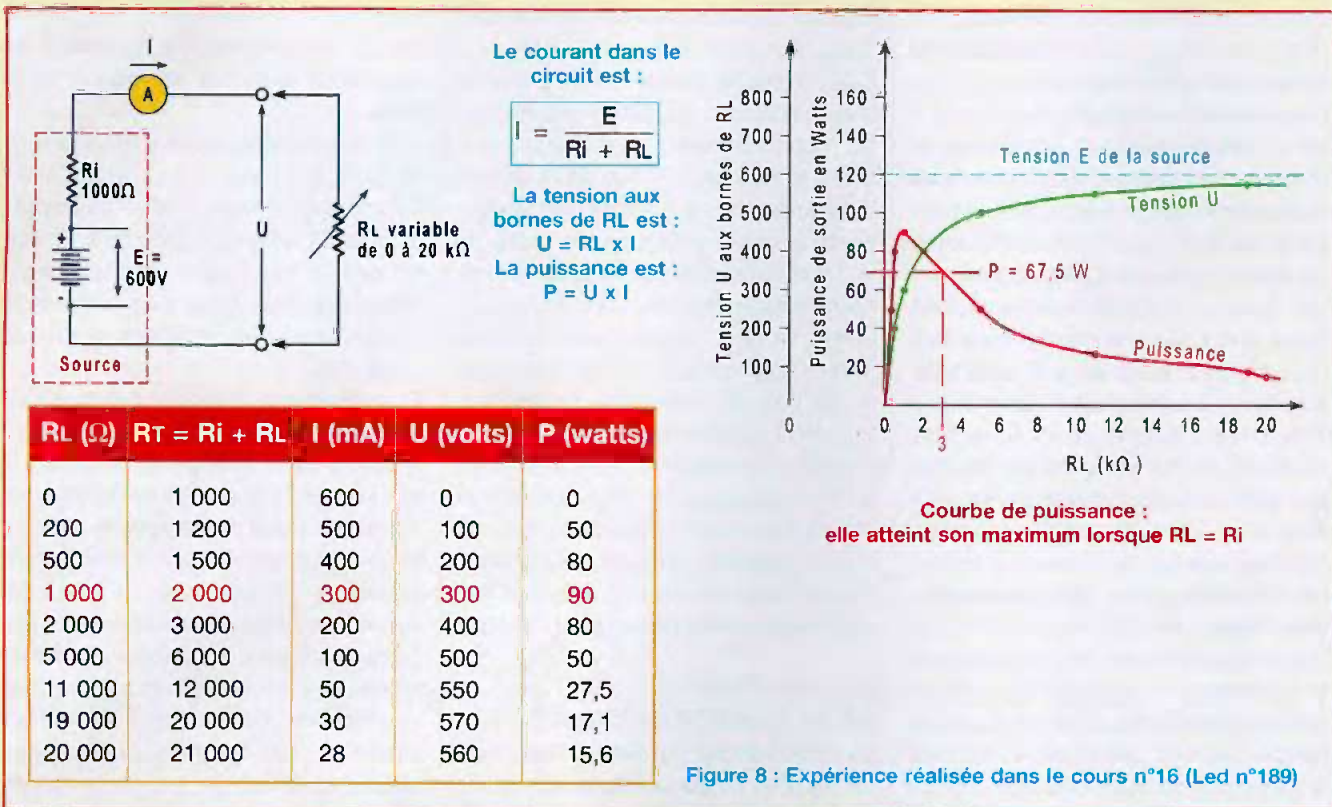 I
A
Ri
1000Ω
+
E =
600V
-
Source
U
RL variable
de 0 à 20 kΩ
Le courant dans le
circuit est :
I = E
Ri + RL
La tension aux
bornes de RL est :
U = RL x I
La puissance est :
P = U x I
Tension U aux bornes de RL
800
700
600
500
400
300
200
100
0
Puissance de sortie en Watts
160
140
120
100
80
60
40
20
Tension E de la source
Tension U
P = 67,5 W
Puissance
0 2 4 6 8 10 12 14 16 18 20
3
RL (kΩ)
Courbe de puissance :
elle atteint son maximum lorsque RL = Ri
RL (Ω) RT = Ri + RL I (mA) U (volts) P (watts)
0 1 000 600 0 0
200 1 200 500 100 50
500 1 500 400 200 80
1 000 2 000 300 300 90
2 000 3 000 200 400 80
5 000 6 000 100 500 50
11 000 12 000 50 550 27,5
19 000 20 000 30 570 17,1
20 000 21 000 28 560 15,6
Figure 8 : Expérience réalisée dans le cours n°16 (Led n°189)